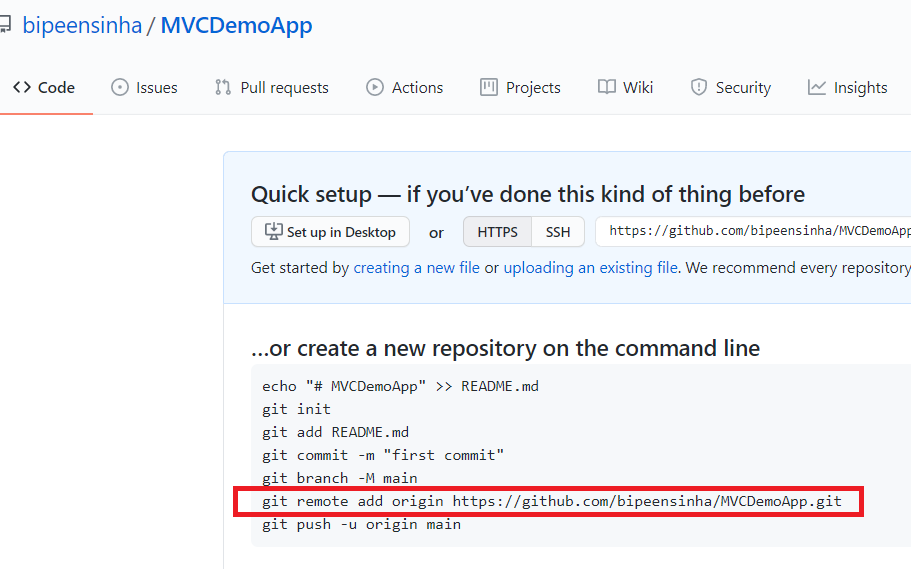 bipeensinha / MVCDemoApp
<> Code Issues Pull requests Actions Projects Wiki Security Insights
Quick setup — if you’ve done this kind of thing before
Set up in Desktop or HTTPS SSH https://github.com/bipeensinha/MVCDemoApp
Get started by creating a new file or uploading an existing file. We recommend every repository
…or create a new repository on the command line
echo "# MVCDemoApp" >> README.md
git init
git add README.md
git commit -m "first commit"
git branch -M main
git remote add origin https://github.com/bipeensinha/MVCDemoApp.git
git push -u origin main